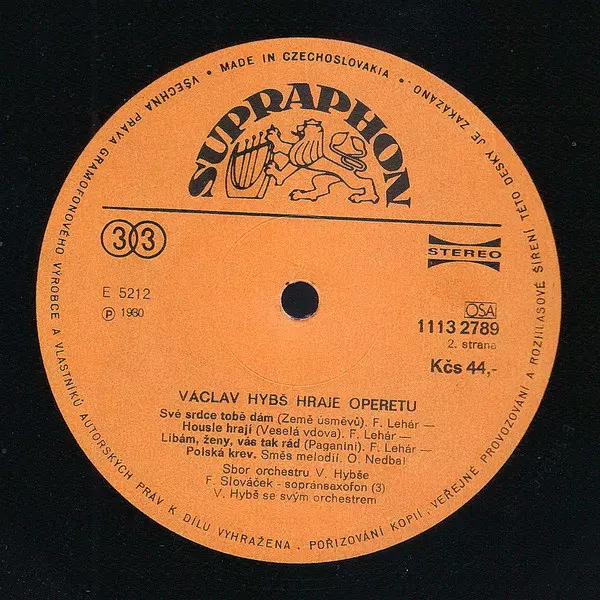 VŠECHNA PRÁVA GRAMOFONOVÉHO VÝROBCE A VLASTNÍKŮ AUTORSKÝCH PRÁV K DÍLU VYHRAŽENA. POŘIZOVÁNÍ KOPIÍ, VEŘEJNÉ PROVOZOVÁNÍ A ROZHLASOVÉ ŠÍŘENÍ TÉTO DESKY JE ZAKÁZÁNO. • MADE IN CZECHOSLOVAKIA •
SUPRAPHON
33
STEREO
E 5212
Ⓟ 1980
OSA
1113 2789
2. strana
Kčs 44,-
VÁCLAV HYBŠ HRAJE OPERETU
Své srdce tobě dám (Země úsměvů). F. Lehár —
Housle hrají (Veselá vdova). F. Lehár —
Líbám, ženy, vás tak rád (Paganini). F. Lehár —
Polská krev. Směs melodií. O. Nedbal
Sbor orchestru V. Hybše
F. Slováček - sopránsaxofon (3)
V. Hybš se svým orchestrem